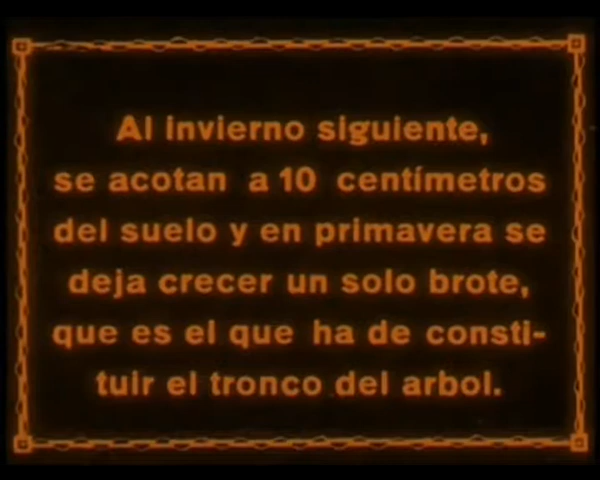 Al invierno siguiente,
se acotan a 10 centímetros
del suelo y en primavera se
deja crecer un solo brote,
que es el que ha de consti-
tuir el tronco del arbol.